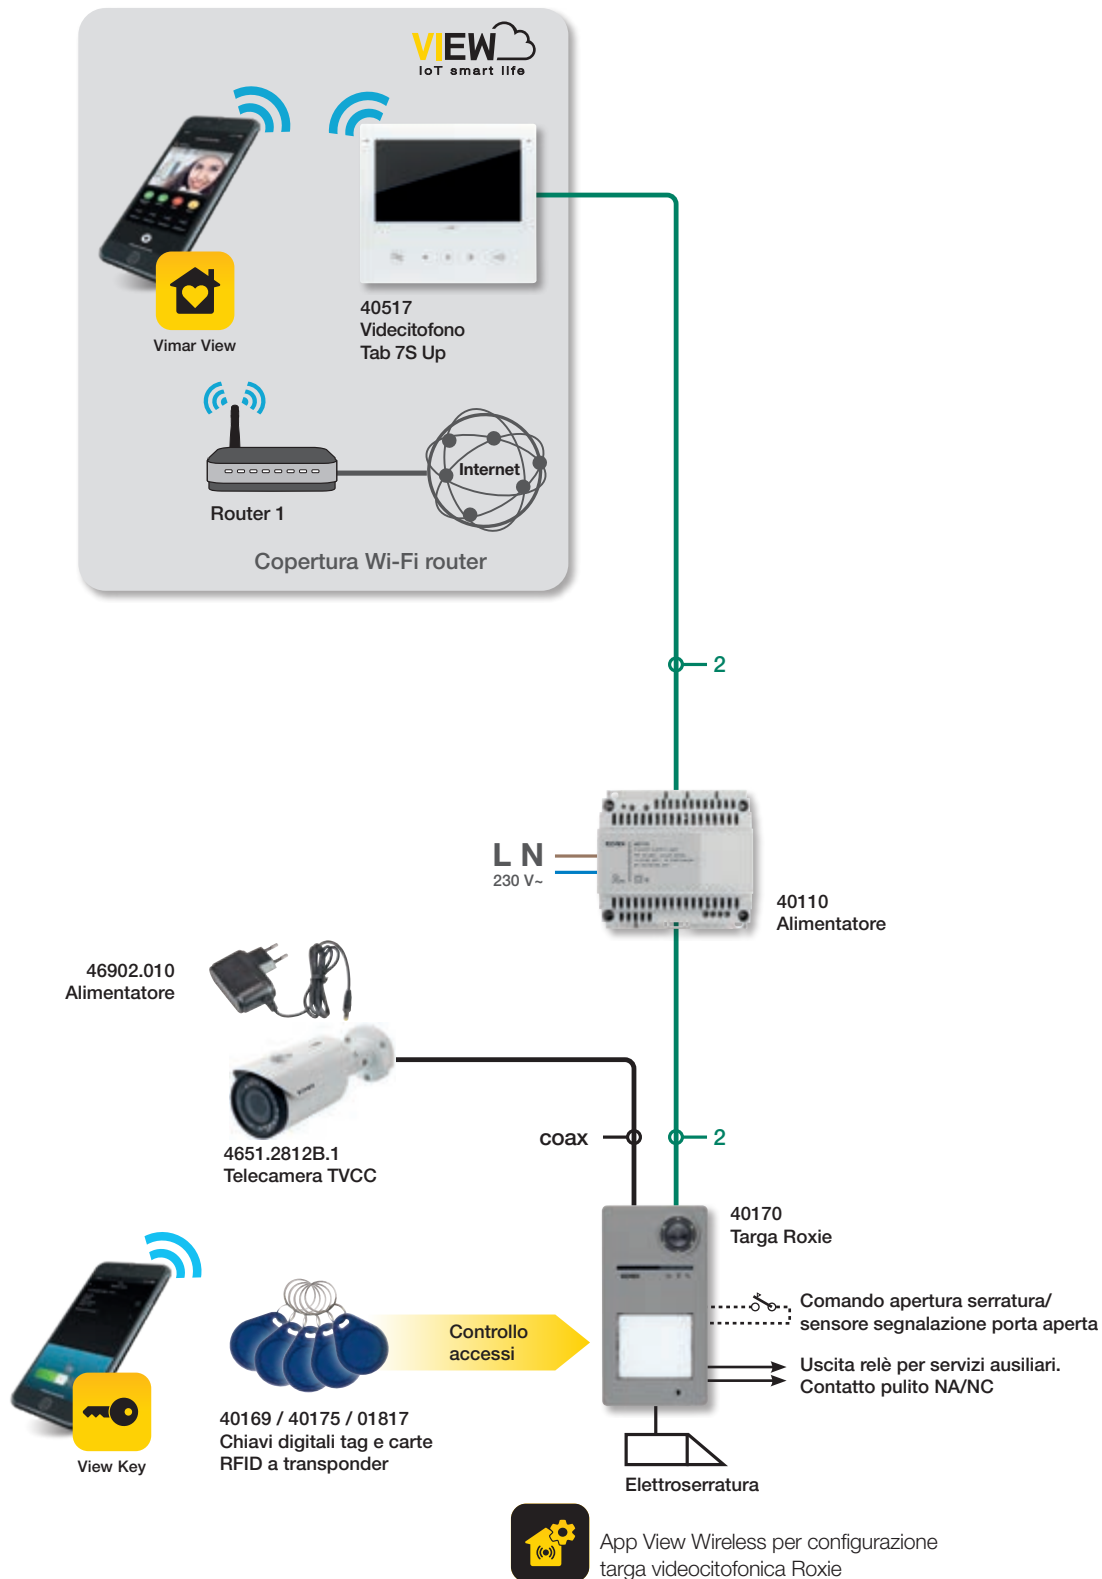 VIEW
IoT smart life
40517
Videcitofono
Tab 7S Up
Vimar View
Internet
Router 1
Copertura Wi-Fi router
2
L N
230 V~
40110
Alimentatore
46902.010
Alimentatore
4651.2812B.1
Telecamera TVCC
coax
2
40170
Targa Roxie
Comando apertura serratura/
sensore segnalazione porta aperta
Controllo
accessi
Uscita relè per servizi ausiliari.
Contatto pulito NA/NC
40169 / 40175 / 01817
Chiavi digitali tag e carte
RFID a transponder
View Key
Elettroserratura
App View Wireless per configurazione
targa videocitofonica Roxie